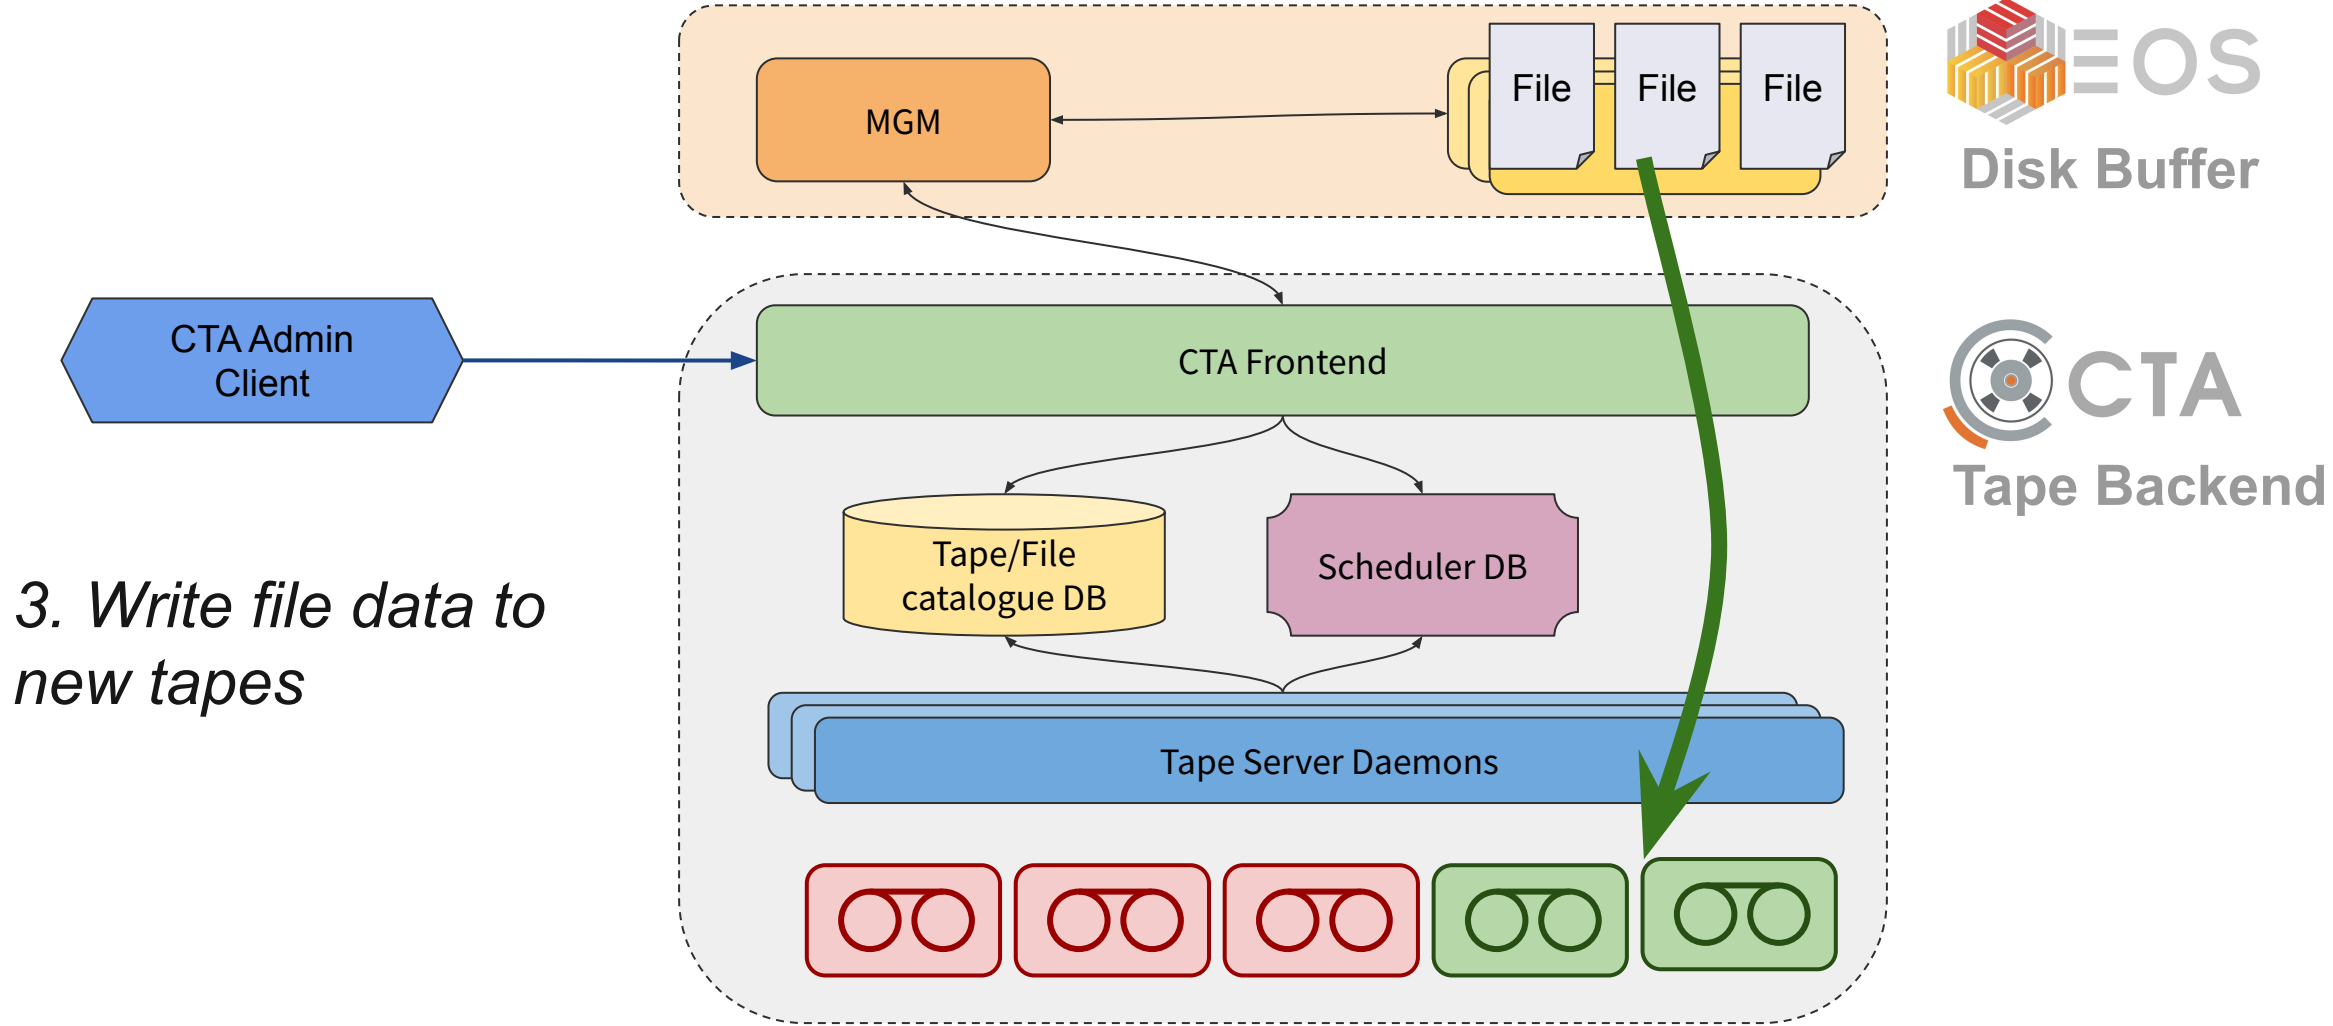 MGM
File
File
File
EOS
Disk Buffer
CTA Admin
Client
CTA Frontend
CTA
Tape Backend
Tape/File
catalogue DB
Scheduler DB
3. Write file data to
new tapes
Tape Server Daemons